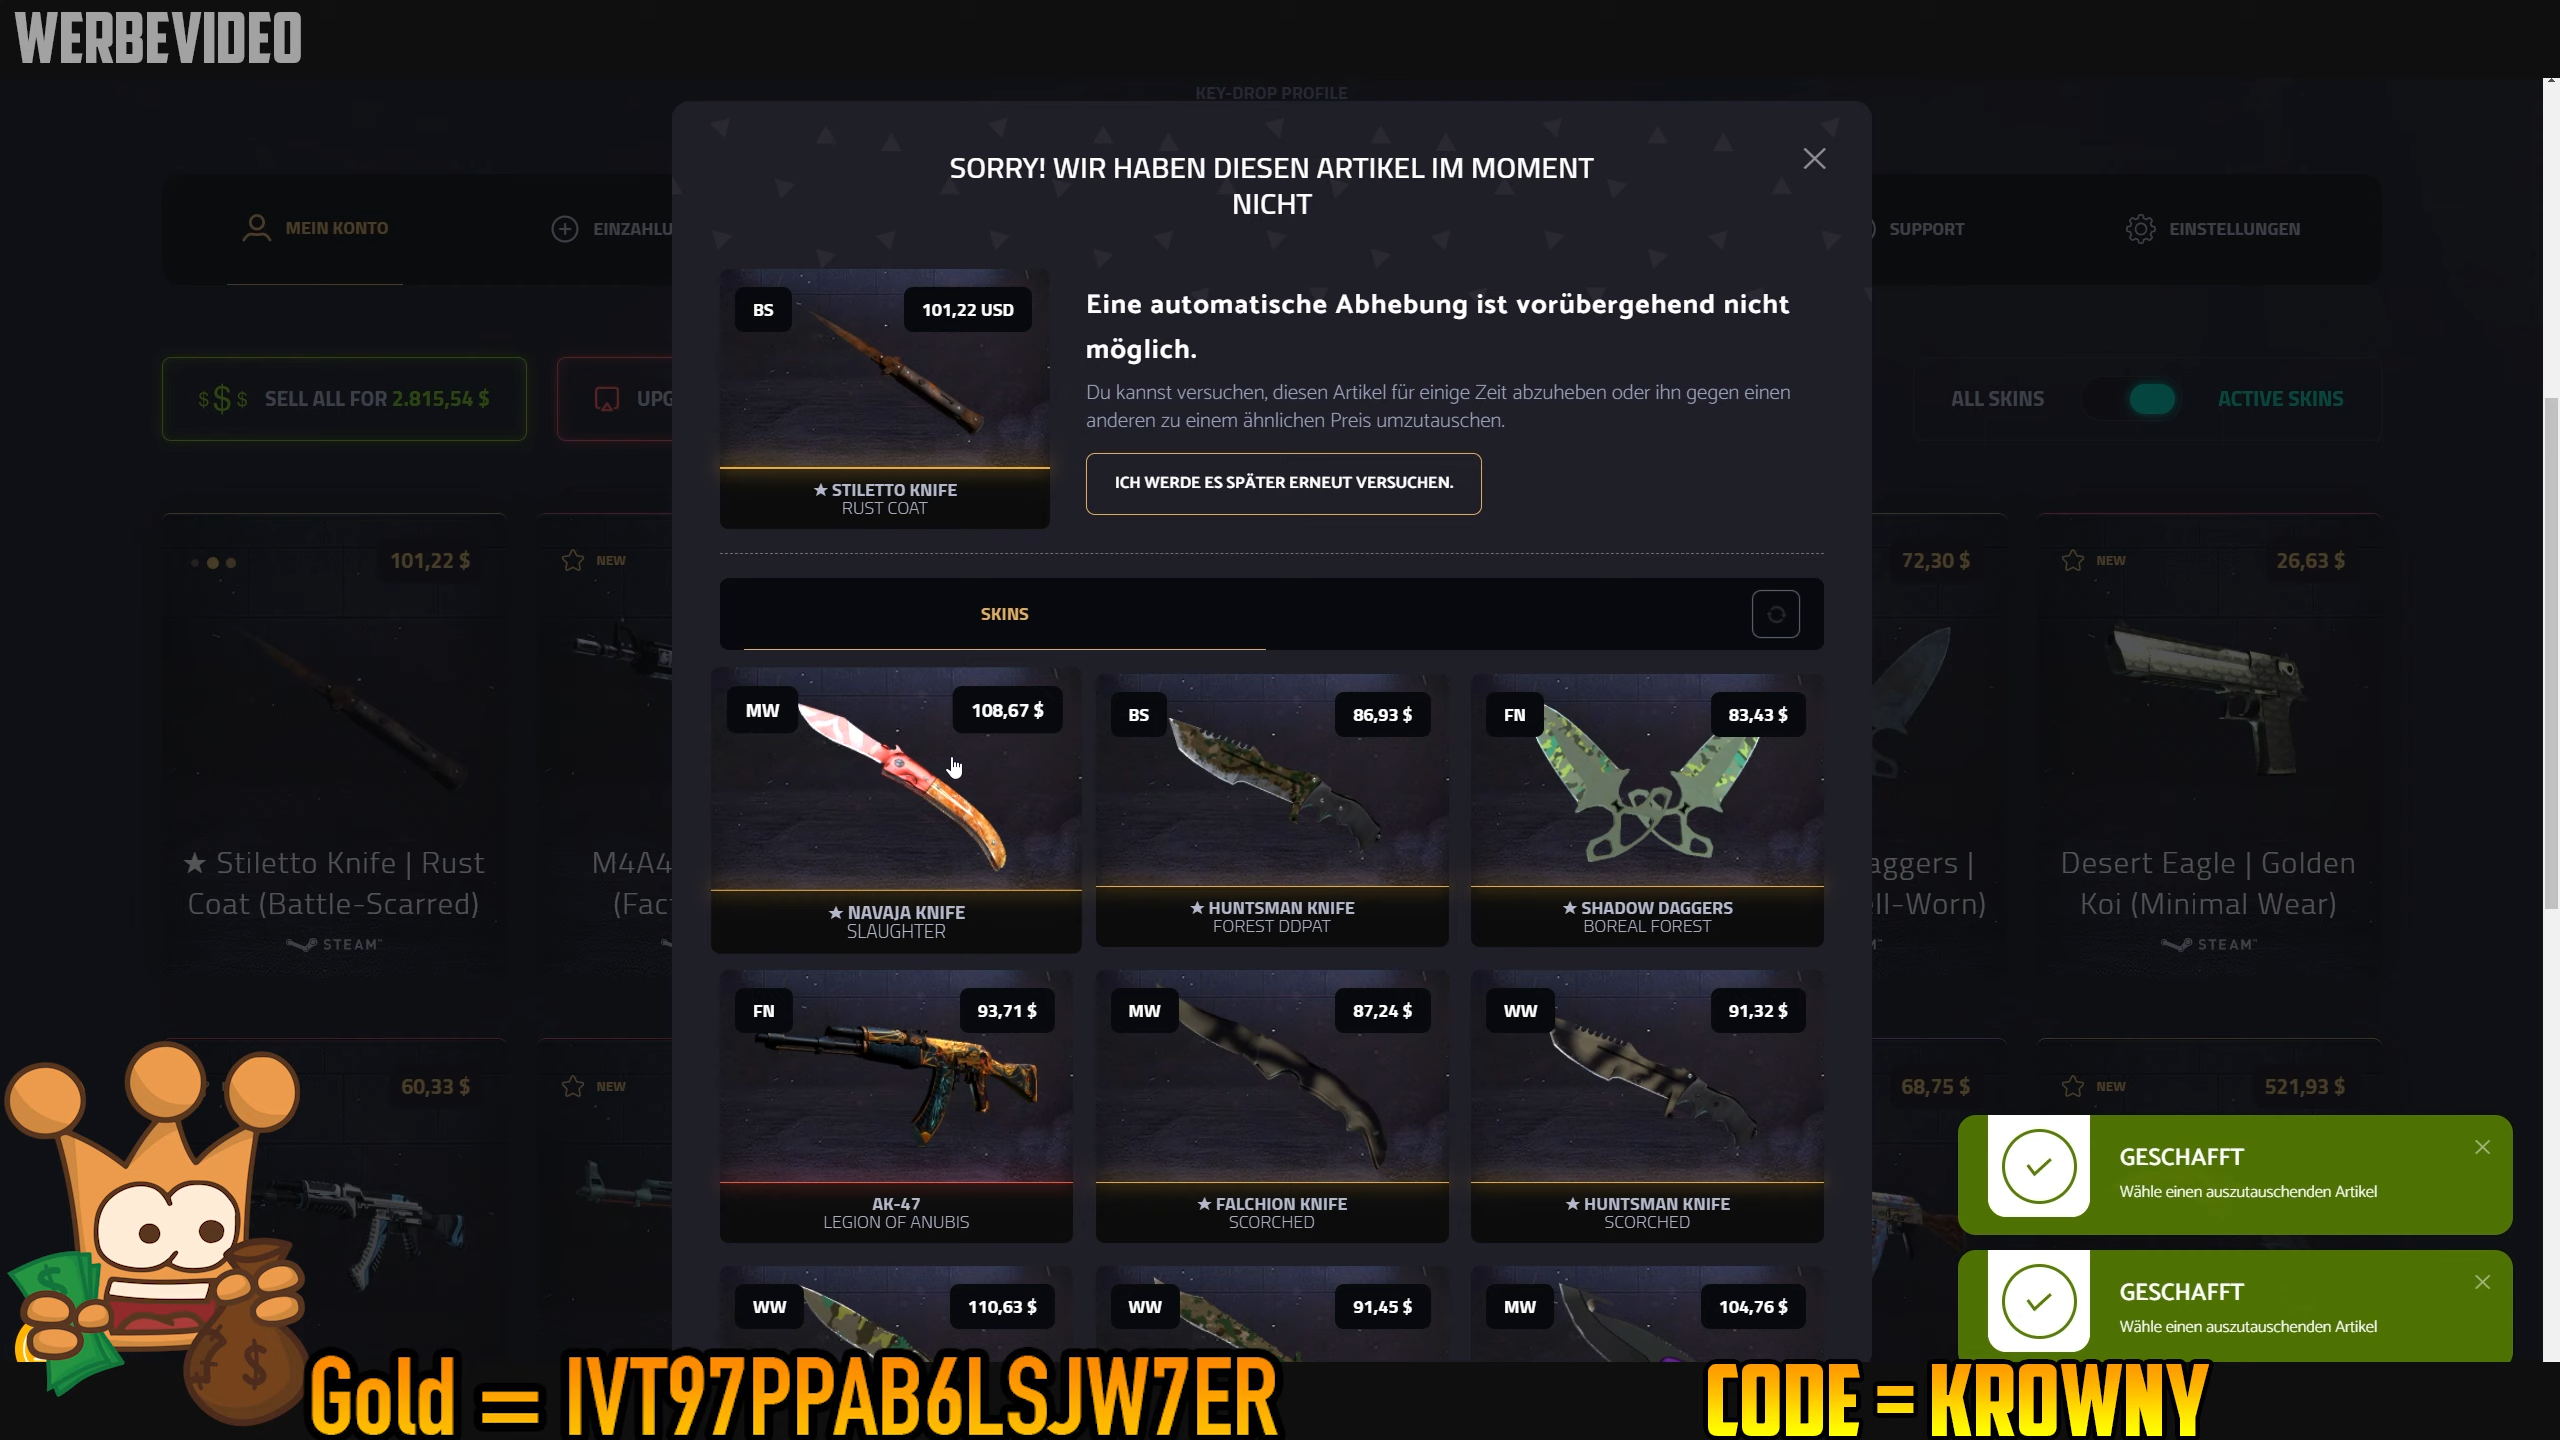 WERBEVIDEO
KEY-DROP PROFILE
SORRY! WIR HABEN DIESEN ARTIKEL IM MOMENT
NICHT
MEIN KONTO
EINZAHLU
SUPPORT
EINSTELLUNGEN
BS
101,22 USD
★ STILETTO KNIFE
RUST COAT
Eine automatische Abhebung ist vorübergehend nicht
möglich.
Du kannst versuchen, diesen Artikel für einige Zeit abzuheben oder ihn gegen einen
anderen zu einem ähnlichen Preis umzutauschen.
ICH WERDE ES SPÄTER ERNEUT VERSUCHEN.
$$$ SELL ALL FOR 2.815,54 $
UPG
ALL SKINS
ACTIVE SKINS
SKINS
101,22 $
★ Stiletto Knife | Rust
Coat (Battle-Scarred)
STEAM™
NEW
M4A4
(Fac
MW
108,67 $
★ NAVAJA KNIFE
SLAUGHTER
BS
86,93 $
★ HUNTSMAN KNIFE
FOREST DDPAT
FN
83,43 $
★ SHADOW DAGGERS
BOREAL FOREST
72,30 $
aggers |
ell-Worn)
NEW
26,63 $
Desert Eagle | Golden
Koi (Minimal Wear)
STEAM™
FN
93,71 $
AK-47
LEGION OF ANUBIS
MW
87,24 $
★ FALCHION KNIFE
SCORCHED
WW
91,32 $
★ HUNTSMAN KNIFE
SCORCHED
60,33 $
NEW
68,75 $
NEW
521,93 $
WW
110,63 $
WW
91,45 $
MW
104,76 $
GESCHAFFT
Wähle einen auszutauschenden Artikel
GESCHAFFT
Wähle einen auszutauschenden Artikel
Gold = IVT97PPAB6LSJW7ER
CODE = KROWNY